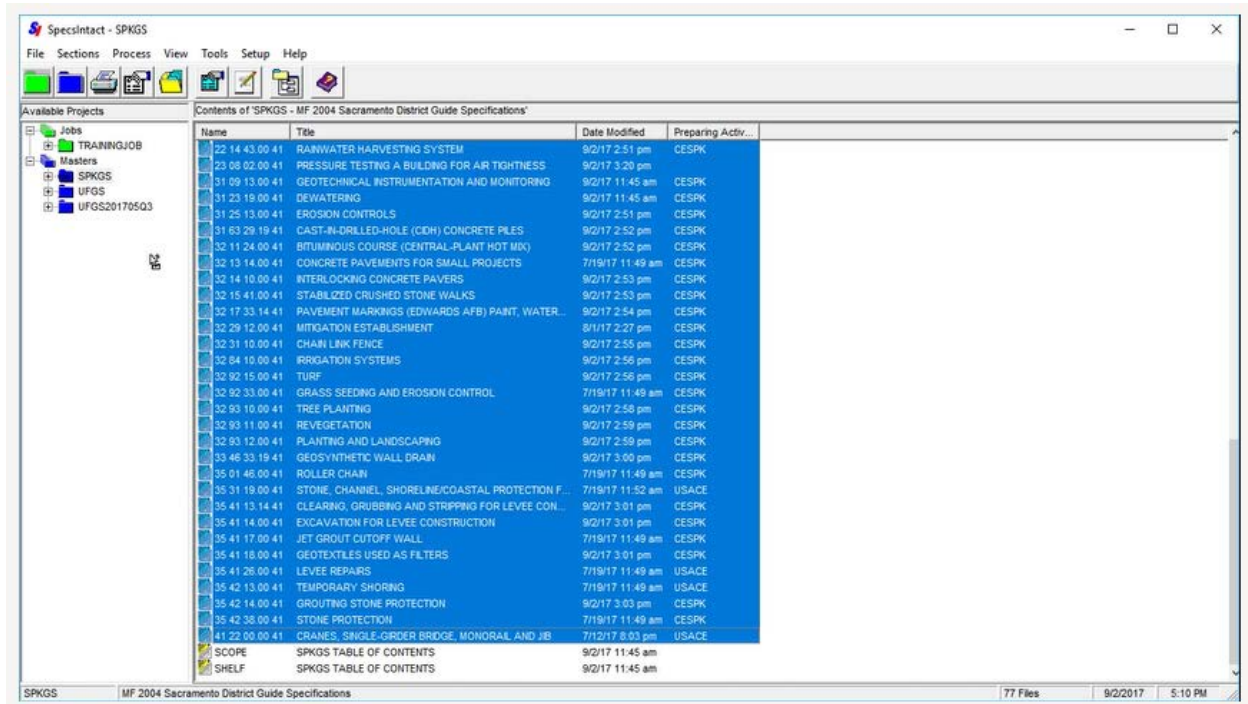 SpecsIntact - SPKGS
File Sections Process View Tools Setup Help
Available Projects
Contents of 'SPKGS - MF 2004 Sacramento District Guide Specifications'
Jobs
TRAININGJOB
Masters
SPKGS
UFGS
UFGS201705Q3
Name Title Date Modified Preparing Activ...
22 14 43.00 41 RAINWATER HARVESTING SYSTEM 9/2/17 2:51 pm CESPK
23 08 02.00 41 PRESSURE TESTING A BUILDING FOR AIR TIGHTNESS 9/2/17 3:20 pm
31 09 13.00 41 GEOTECHNICAL INSTRUMENTATION AND MONITORING 9/2/17 11:45 am CESPK
31 23 19.00 41 DEWATERING 9/2/17 11:45 am CESPK
31 25 13.00 41 EROSION CONTROLS 9/2/17 2:51 pm CESPK
31 63 29.19 41 CAST-IN-DRILLED-HOLE (CIDH) CONCRETE PILES 9/2/17 2:52 pm CESPK
32 11 24.00 41 BITUMINOUS COURSE (CENTRAL-PLANT HOT MIX) 9/2/17 2:52 pm CESPK
32 13 14.00 41 CONCRETE PAVEMENTS FOR SMALL PROJECTS 7/19/17 11:49 am CESPK
32 14 10.00 41 INTERLOCKING CONCRETE PAVERS 9/2/17 2:53 pm CESPK
32 15 41.00 41 STABILIZED CRUSHED STONE WALKS 9/2/17 2:53 pm CESPK
32 17 33.14 41 PAVEMENT MARKINGS (EDWARDS AFB) PAINT, WATER... 9/2/17 2:54 pm CESPK
32 29 12.00 41 MITIGATION ESTABLISHMENT 8/1/17 2:27 pm CESPK
32 31 10.00 41 CHAIN LINK FENCE 9/2/17 2:55 pm CESPK
32 84 10.00 41 IRRIGATION SYSTEMS 9/2/17 2:56 pm CESPK
32 92 15.00 41 TURF 9/2/17 2:56 pm CESPK
32 92 33.00 41 GRASS SEEDING AND EROSION CONTROL 7/19/17 11:49 am CESPK
32 93 10.00 41 TREE PLANTING 9/2/17 2:58 pm CESPK
32 93 11.00 41 REVEGETATION 9/2/17 2:59 pm CESPK
32 93 12.00 41 PLANTING AND LANDSCAPING 9/2/17 2:59 pm CESPK
33 46 33.19 41 GEOSYNTHETIC WALL DRAIN 9/2/17 3:00 pm CESPK
35 01 46.00 41 ROLLER CHAIN 7/19/17 11:49 am CESPK
35 31 19.00 41 STONE, CHANNEL, SHORELINE/COASTAL PROTECTION F... 7/19/17 11:52 am USACE
35 41 13.14 41 CLEARING, GRUBBING AND STRIPPING FOR LEVEE CON... 9/2/17 3:01 pm CESPK
35 41 14.00 41 EXCAVATION FOR LEVEE CONSTRUCTION 9/2/17 3:01 pm CESPK
35 41 17.00 41 JET GROUT CUTOFF WALL 7/19/17 11:49 am CESPK
35 41 18.00 41 GEOTEXTILES USED AS FILTERS 9/2/17 3:01 pm CESPK
35 41 26.00 41 LEVEE REPAIRS 7/19/17 11:49 am USACE
35 42 13.00 41 TEMPORARY SHORING 7/19/17 11:49 am USACE
35 42 14.00 41 GROUTING STONE PROTECTION 9/2/17 3:03 pm CESPK
35 42 38.00 41 STONE PROTECTION 7/19/17 11:49 am CESPK
41 22 00.00 41 CRANES, SINGLE-GIRDER BRIDGE, MONORAIL AND JIB 7/12/17 8:03 pm USACE
SCOPE SPKGS TABLE OF CONTENTS 9/2/17 11:45 am
SHELF SPKGS TABLE OF CONTENTS 9/2/17 11:45 am
SPKGS MF 2004 Sacramento District Guide Specifications 77 Files 9/2/2017 5:10 PM